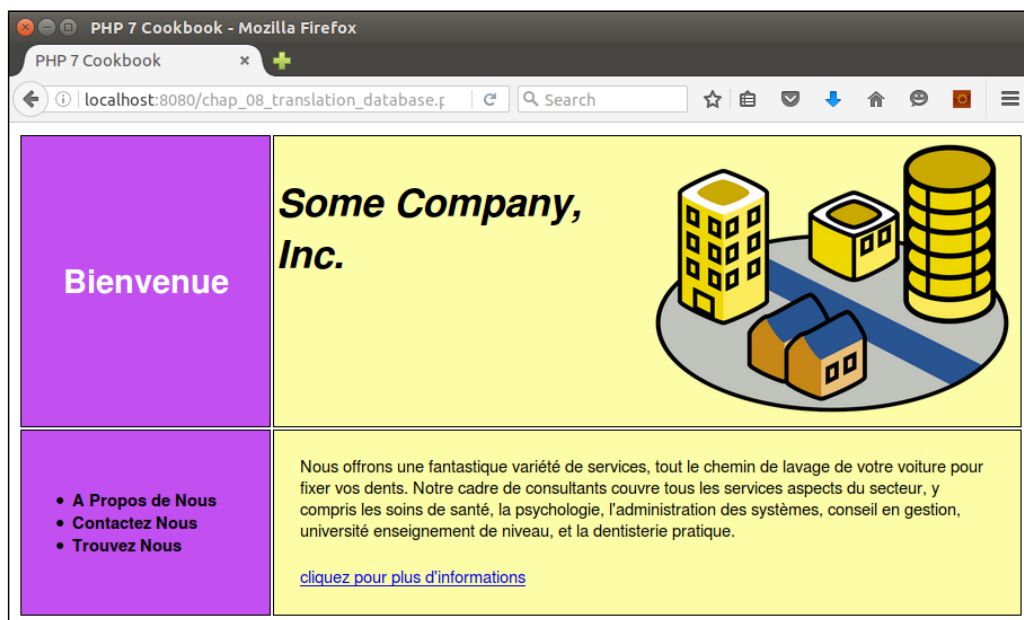 PHP 7 Cookbook - Mozilla Firefox
PHP 7 Cookbook
localhost:8080/chap_08_translation_database.p
Search
Bienvenue
Some Company,
Inc.
A Propos de Nous
Contactez Nous
Trouvez Nous
Nous offrons une fantastique variété de services, tout le chemin de lavage de votre voiture pour
fixer vos dents. Notre cadre de consultants couvre tous les services aspects du secteur, y
compris les soins de santé, la psychologie, l'administration des systèmes, conseil en gestion,
université enseignement de niveau, et la dentisterie pratique.
cliquez pour plus d'informations